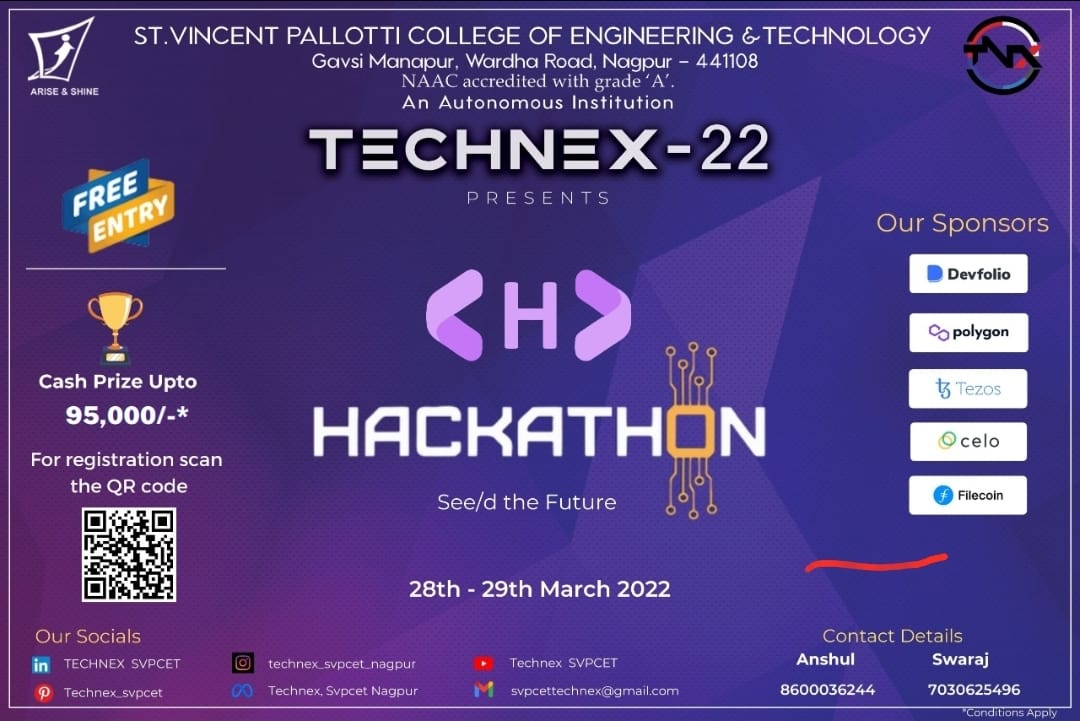 ARISE & SHINE
ST.VINCENT PALLOTTI COLLEGE OF ENGINEERING & TECHNOLOGY
Gavsi Manapur, Wardha Road, Nagpur – 441108
NAAC accredited with grade ‘A’.
An Autonomous Institution
TNX
TECHNEX-22
PRESENTS
FREE
ENTRY
Cash Prize Upto
95,000/-*
For registration scan
the QR code
<H>
HACKATHON
See/d the Future
28th - 29th March 2022
Our Sponsors
Devfolio
polygon
Tezos
celo
Filecoin
Our Socials
TECHNEX SVPCET
technex_svpcet_nagpur
Technex SVPCET
Technex_svpcet
Technex, Svpcet Nagpur
svpcettechnex@gmail.com
Contact Details
Anshul
Swaraj
8600036244
7030625496
*Conditions Apply